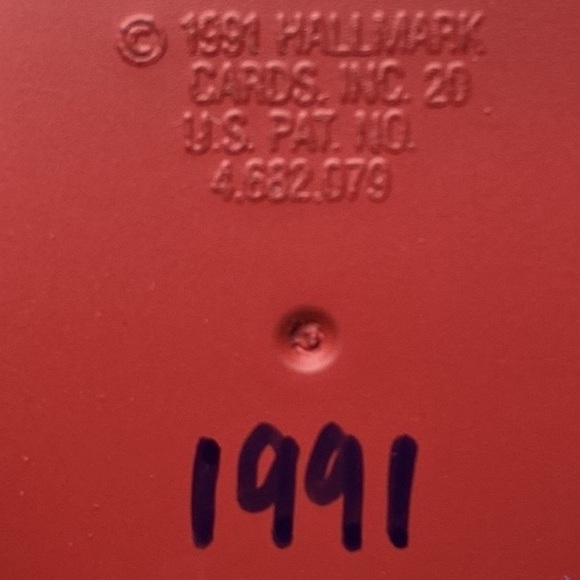 © 1991 HALLMARK
CARDS. INC. 20
U.S. PAT. NO.
4,682,079
1991